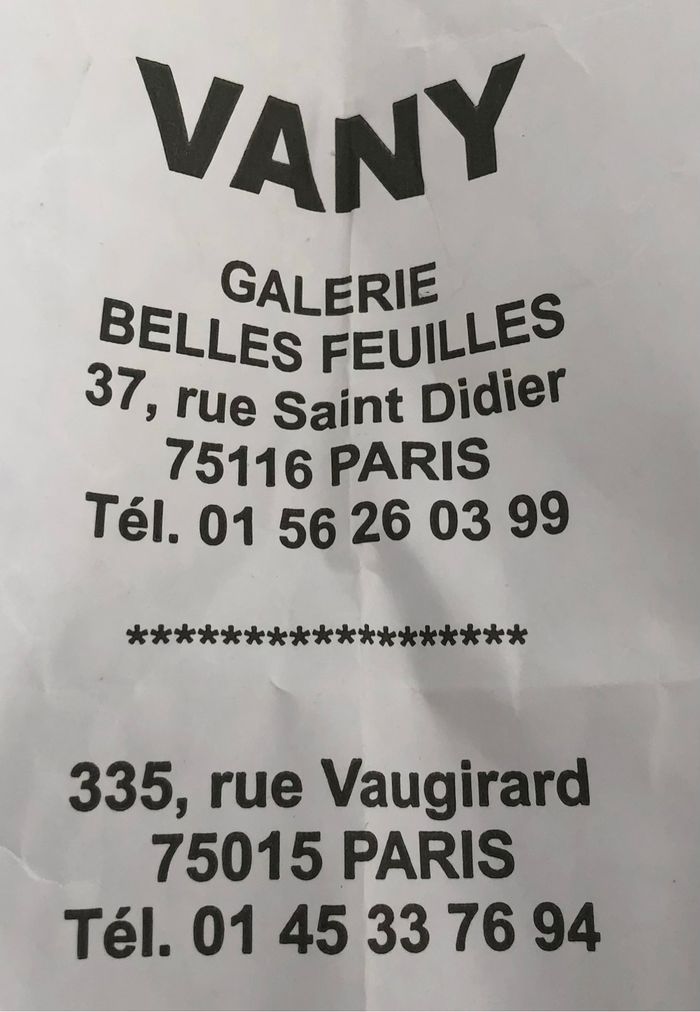 VANY
GALERIE
BELLES FEUILLES
37, rue Saint Didier
75116 PARIS
Tél. 01 56 26 03 99
*****************
335, rue Vaugirard
75015 PARIS
Tél. 01 45 33 76 94